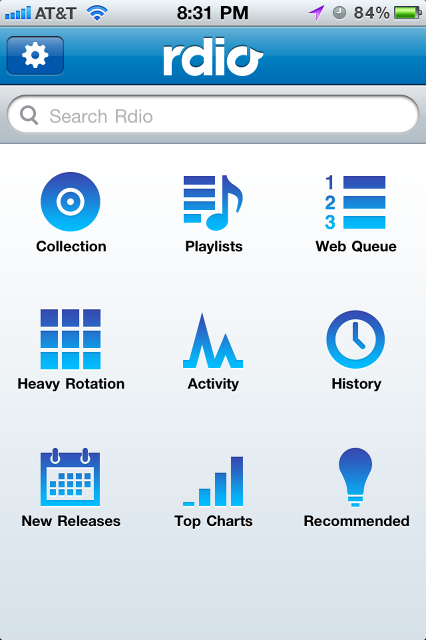 AT&T 8:31 PM 84%
rdio
Search Rdio
1
2
3
Collection Playlists Web Queue
Heavy Rotation Activity History
New Releases Top Charts Recommended